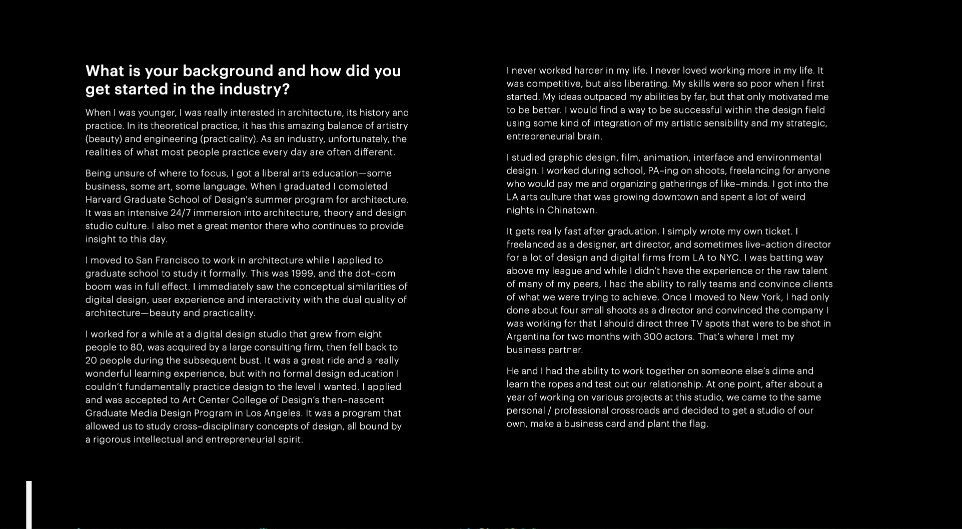 What is your background and how did you
get started in the industry?
When I was younger, I was really interested in architecture, its history and
practice. In its theoretical practice, it has this amazing balance of artistry
(beauty) and engineering (practicality). As an industry, unfortunately, the
realities of what most people practice every day are often different.
Being unsure of where to focus, I got a liberal arts education—some
business, some art, some language. When I graduated I completed
Harvard Graduate School of Design's summer program for architecture.
It was an intensive 24/7 immersion into architecture, theory and design
studio culture. I also met a great mentor there who continues to provide
insight to this day.
I moved to San Francisco to work in architecture while I applied to
graduate school to study it formally. This was 1999, and the dot-com
boom was in full effect. I immediately saw the conceptual similarities of
digital design, user experience and interactivity with the dual quality of
architecture—beauty and practicality.
I worked for a while at a digital design studio that grew from eight
people to 80, was acquired by a large consulting firm, then fell back to
20 people during the subsequent bust. It was a great ride and a really
wonderful learning experience, but with no formal design education I
couldn't fundamentally practice design to the level I wanted. I applied
and was accepted to Art Center College of Design's then-nascent
Graduate Media Design Program in Los Angeles. It was a program that
allowed us to study cross-disciplinary concepts of design, all bound by
a rigorous intellectual and entrepreneurial spirit.
I never worked harder in my life. I never loved working more in my life. It
was competitive, but also liberating. My skills were so poor when I first
started. My ideas outpaced my abilities by far, but that only motivated me
to be better. I would find a way to be successful within the design field
using some kind of integration of my artistic sensibility and my strategic,
entrepreneurial brain.
I studied graphic design, film, animation, interface and environmental
design. I worked during school, PA-ing on shoots, freelancing for anyone
who would pay me and organizing gatherings of like-minds. I got into the
LA arts culture that was growing downtown and spent a lot of weird
nights in Chinatown.
It gets really fast after graduation. I simply wrote my own ticket. I
freelanced as a designer, art director, and sometimes live-action director
for a lot of design and digital firms from LA to NYC. I was batting way
above my league and while I didn't have the experience or the raw talent
of many of my peers, I had the ability to rally teams and convince clients
of what we were trying to achieve. Once I moved to New York, I had only
done about four small shoots as a director and convinced the company I
was working for that I should direct three TV spots that were to be shot in
Argentina for two months with 300 actors. That's where I met my
business partner.
He and I had the ability to work together on someone else's dime and
learn the ropes and test out our relationship. At one point, after about a
year of working on various projects at this studio, we came to the same
personal / professional crossroads and decided to get a studio of our
own, make a business card and plant the flag.